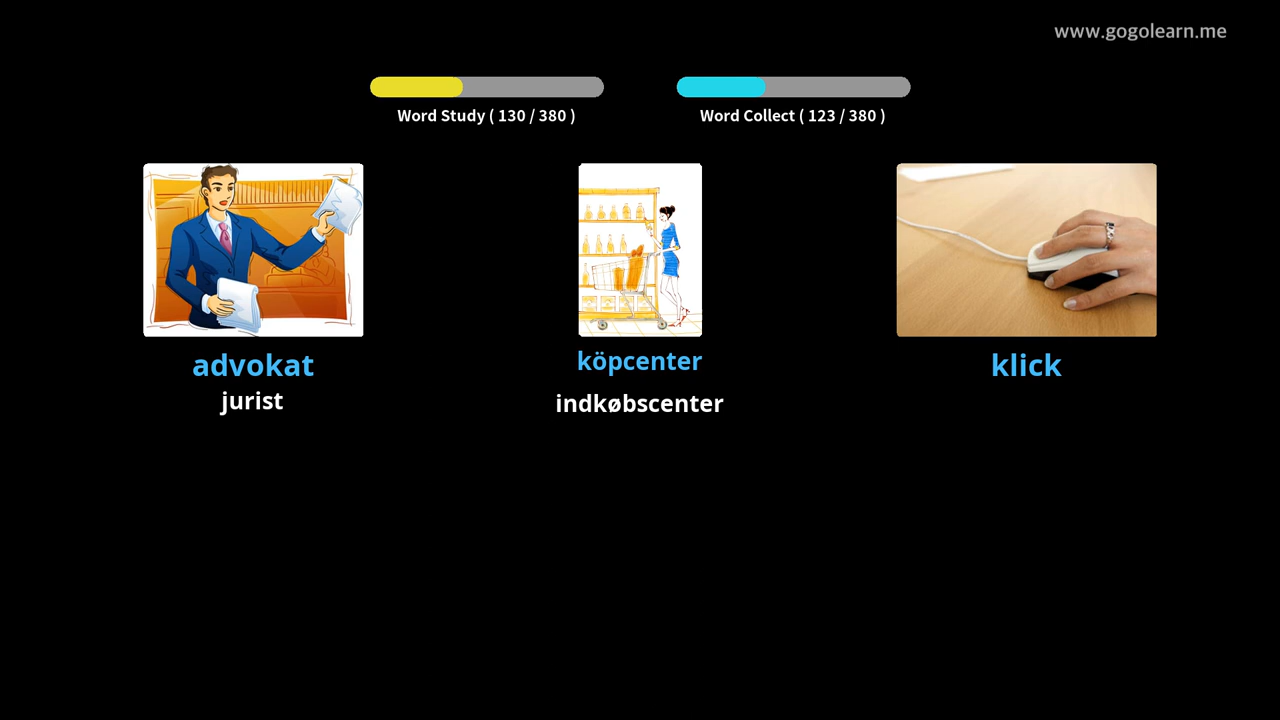 www.gogolearn.me
Word Study ( 130 / 380 )
Word Collect ( 123 / 380 )
advokat
jurist
köpcenter
indkøbscenter
klick